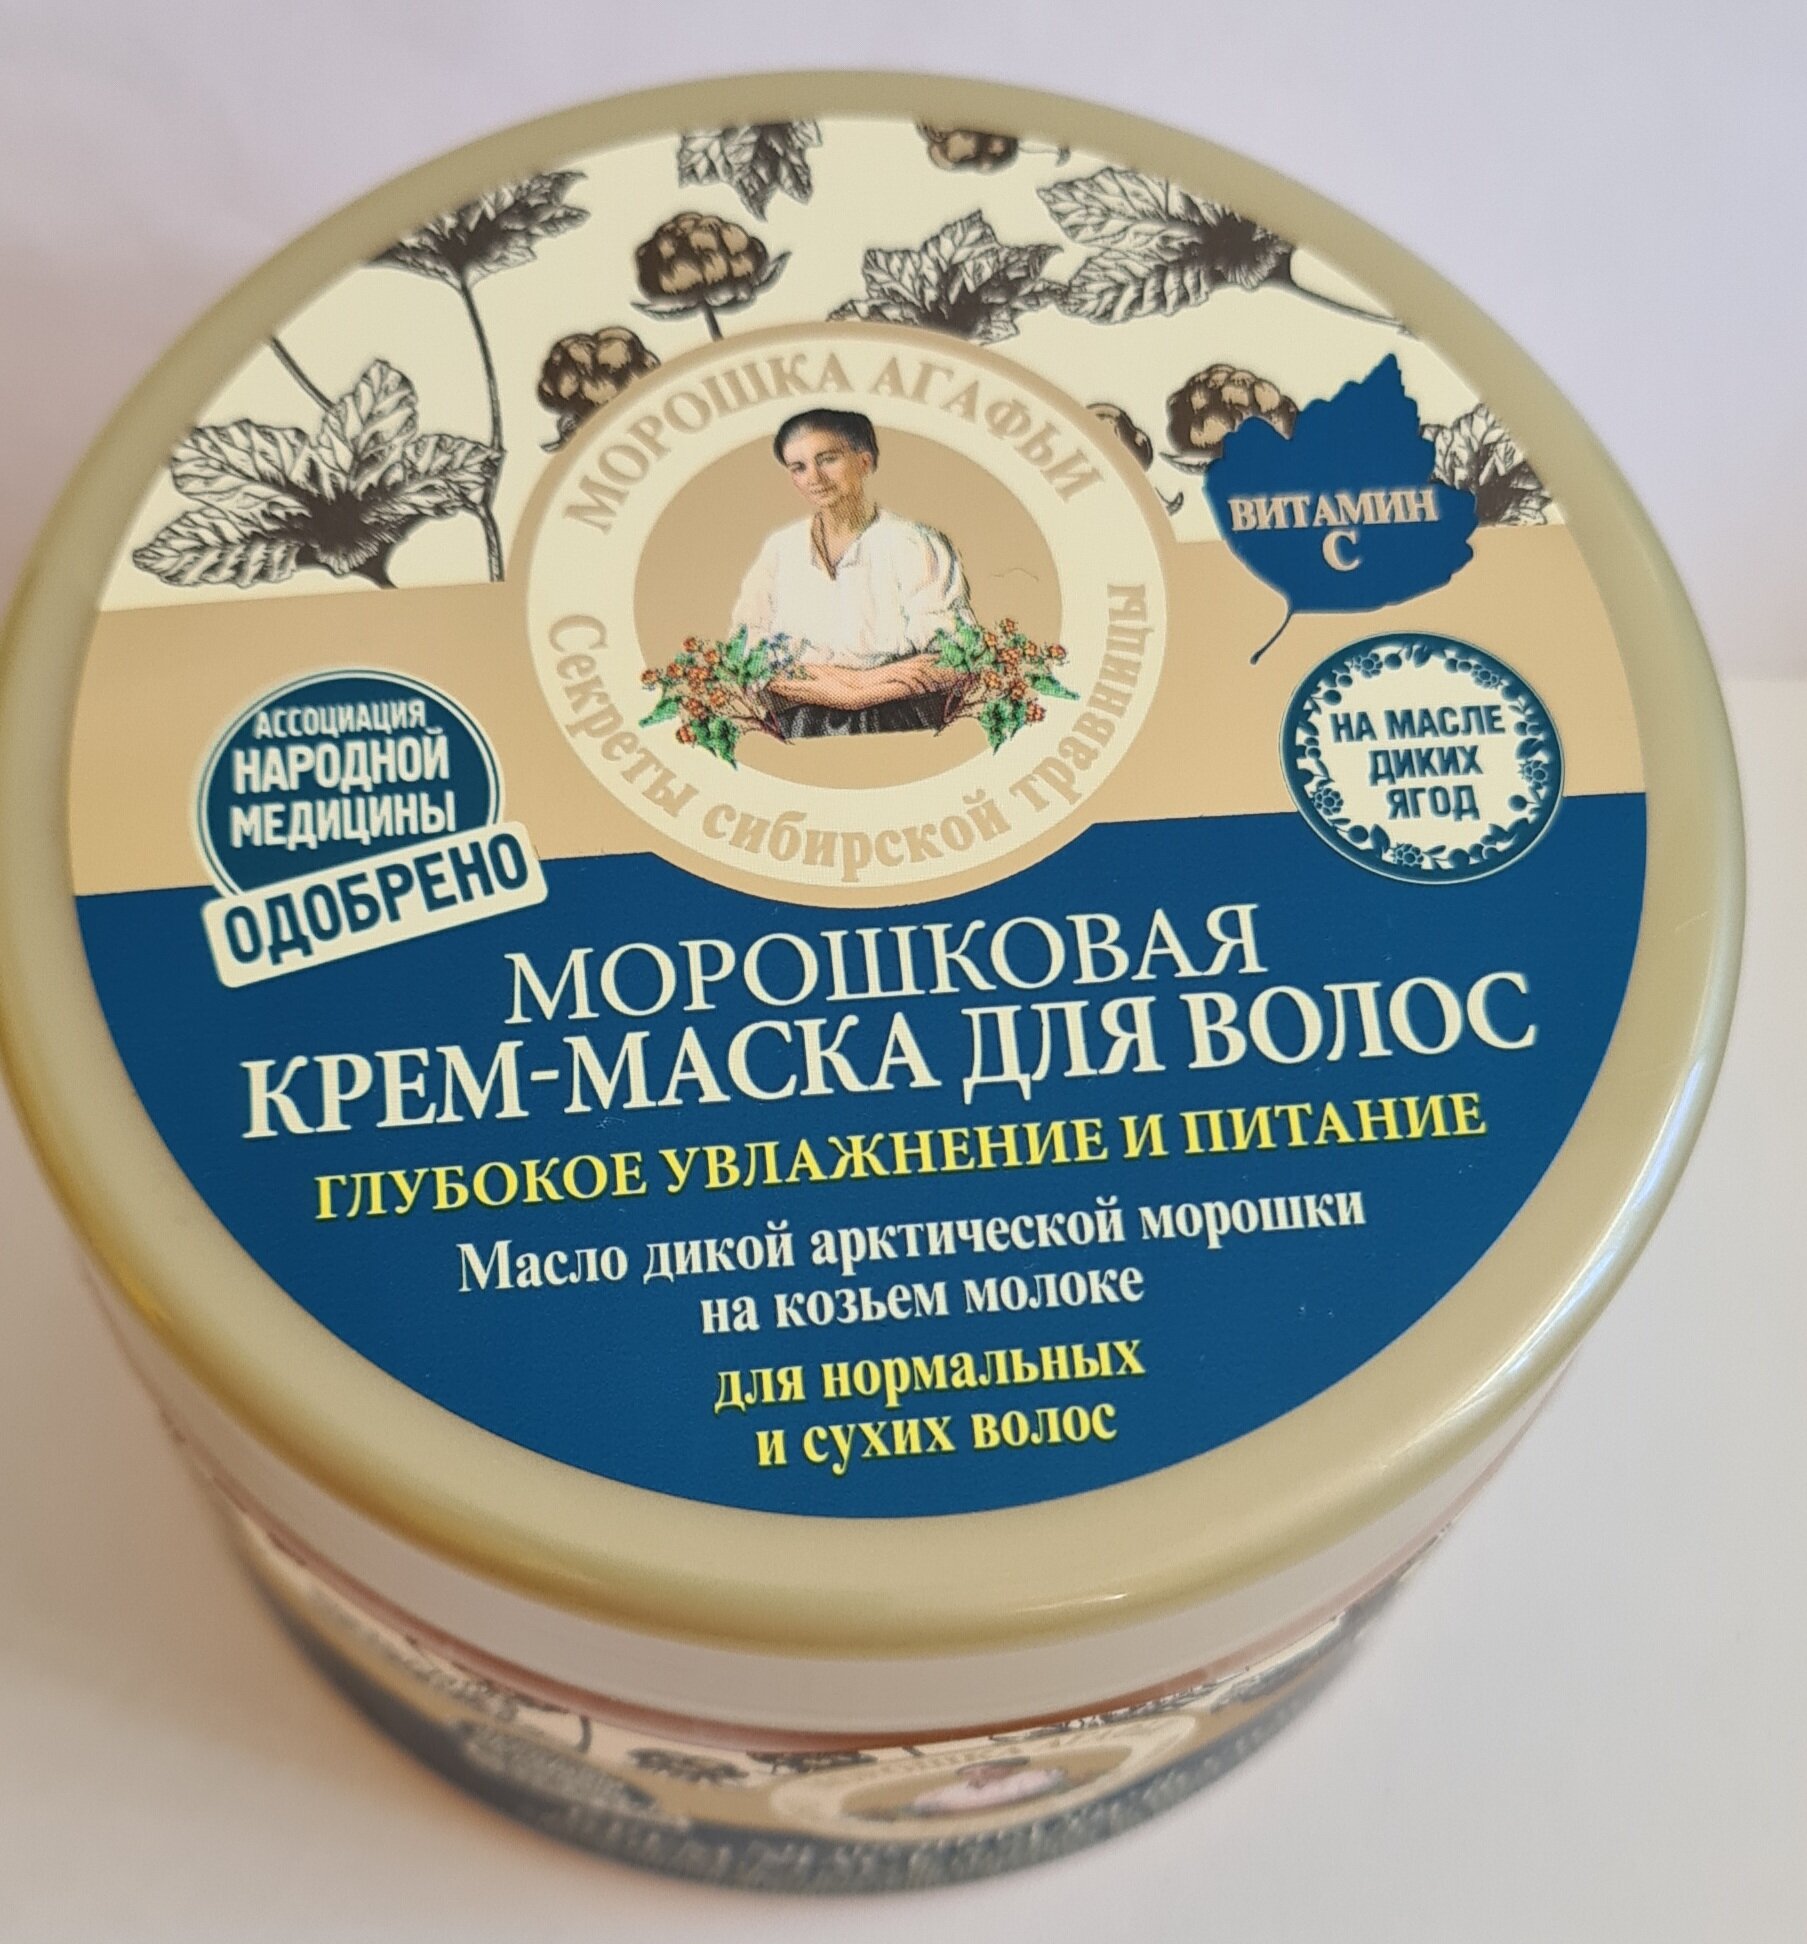 МОРОШКА АГАФЬИ
Секреты сибирской травницы
ВИТАМИН
С
НА МАСЛЕ
ДИКИХ
ЯГОД
АССОЦИАЦИЯ
НАРОДНОЙ
МЕДИЦИНЫ
ОДОБРЕНО
МОРОШКОВАЯ
КРЕМ-МАСКА ДЛЯ ВОЛОС
ГЛУБОКОЕ УВЛАЖНЕНИЕ И ПИТАНИЕ
Масло дикой арктической морошки
на козьем молоке
для нормальных
и сухих волос